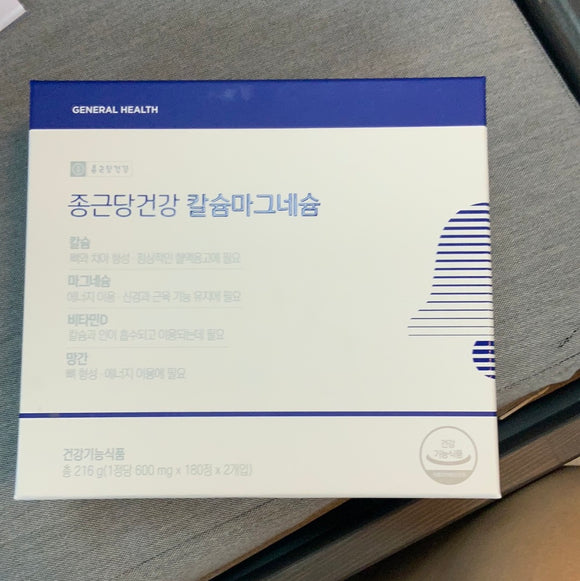 GENERAL HEALTH
종근당건강
종근당건강 칼슘마그네슘
칼슘
뼈와 치아 형성 · 정상적인 혈액응고에 필요
마그네슘
에너지 이용 · 신경과 근육 기능 유지에 필요
비타민D
칼슘과 인이 흡수되고 이용되는데 필요
망간
뼈 형성 · 에너지 이용에 필요
건강기능식품
총 216 g(1정당 600 mg x 180정 x 2개입)
건강
기능식품